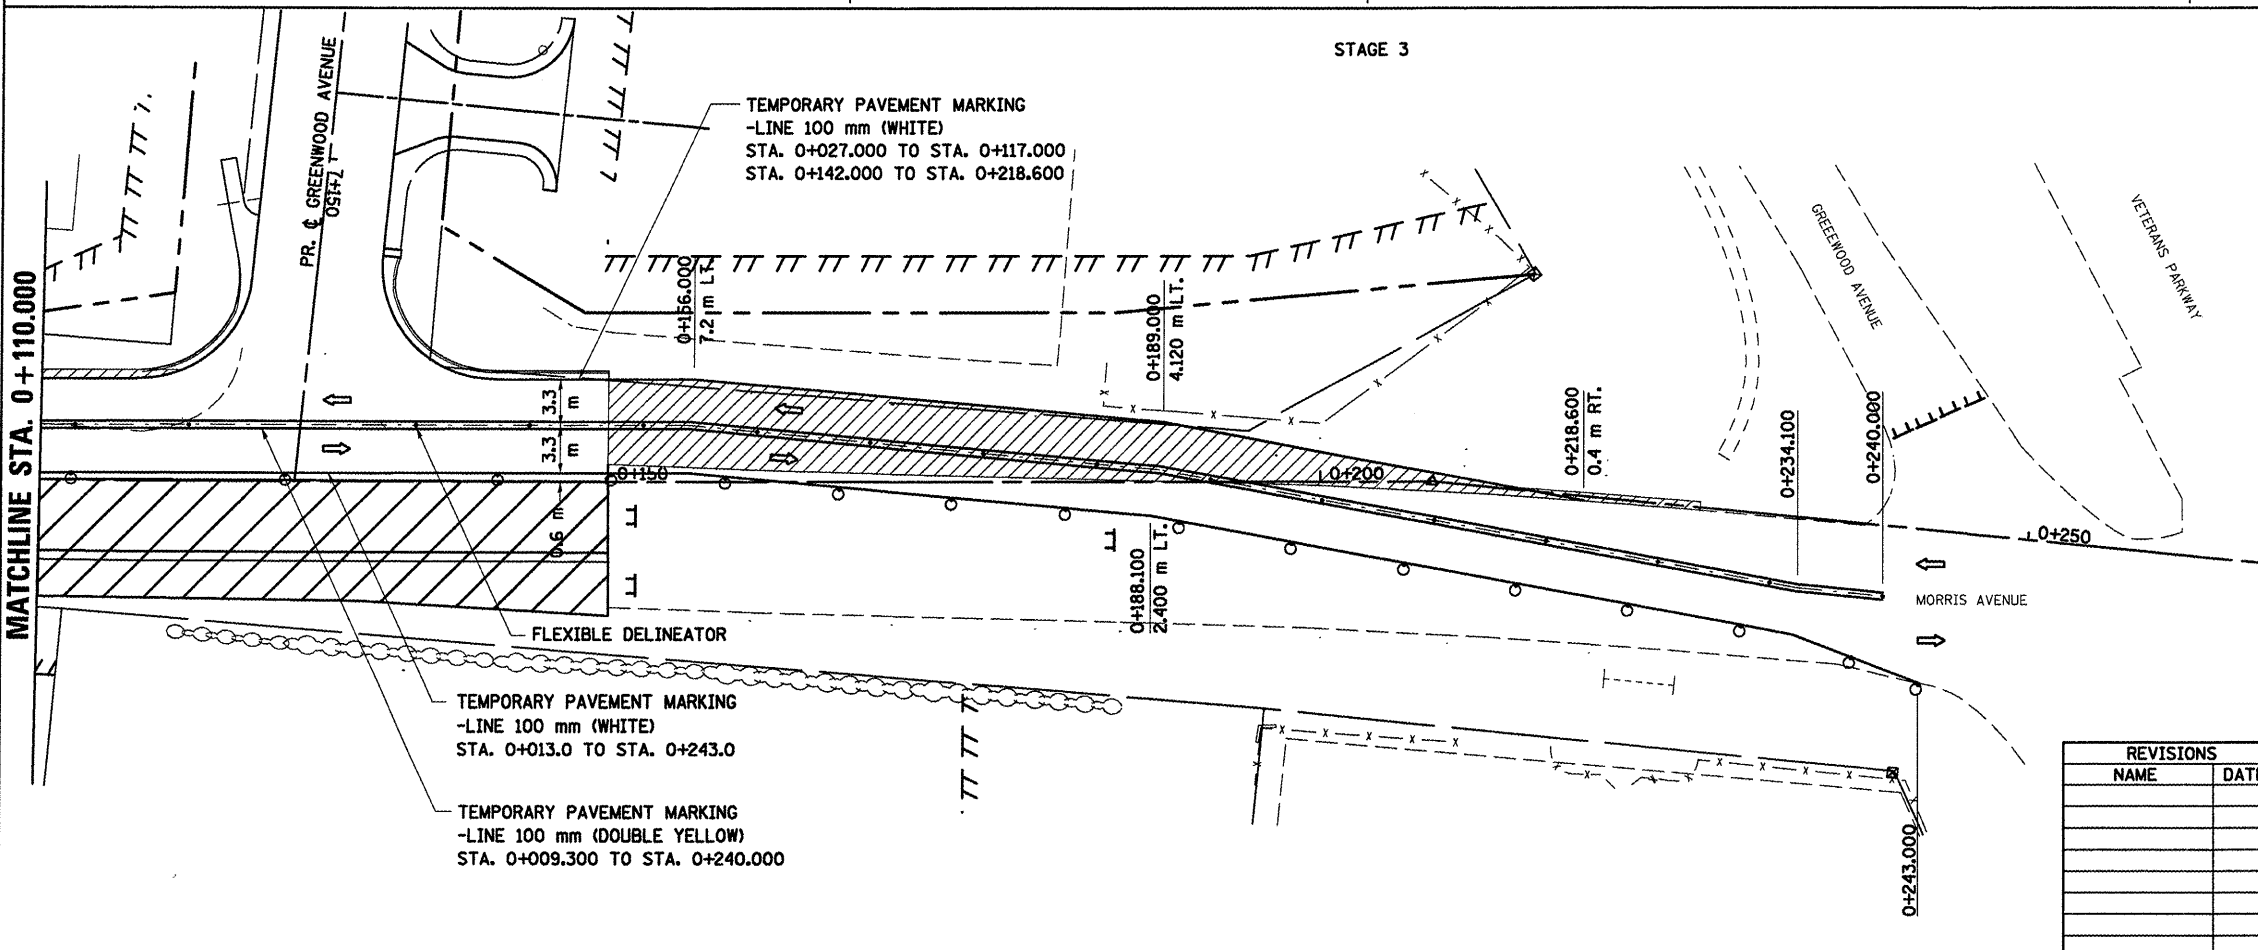 STAGE 3
TEMPORARY PAVEMENT MARKING
-LINE 100 mm (WHITE)
STA. 0+027.000 TO STA. 0+117.000
STA. 0+142.000 TO STA. 0+218.600
PR. ℄ GREENWOOD AVENUE
7+150
MATCHLINE STA. 0+110.000
0+156.000
7.2 m LT.
0+189.000
4.120 m LT.
GREEEWOOD AVENUE
VETERANS PARKWAY
3.3 m
3.3 m
0.6 m
0+150
0+200
0+218.600
0.4 m RT.
0+234.100
0+240.000
0+250
MORRIS AVENUE
0+188.100
2.400 m LT.
FLEXIBLE DELINEATOR
TEMPORARY PAVEMENT MARKING
-LINE 100 mm (WHITE)
STA. 0+013.0 TO STA. 0+243.0
TEMPORARY PAVEMENT MARKING
-LINE 100 mm (DOUBLE YELLOW)
STA. 0+009.300 TO STA. 0+240.000
0+243.000
REVISIONS
NAME DAT